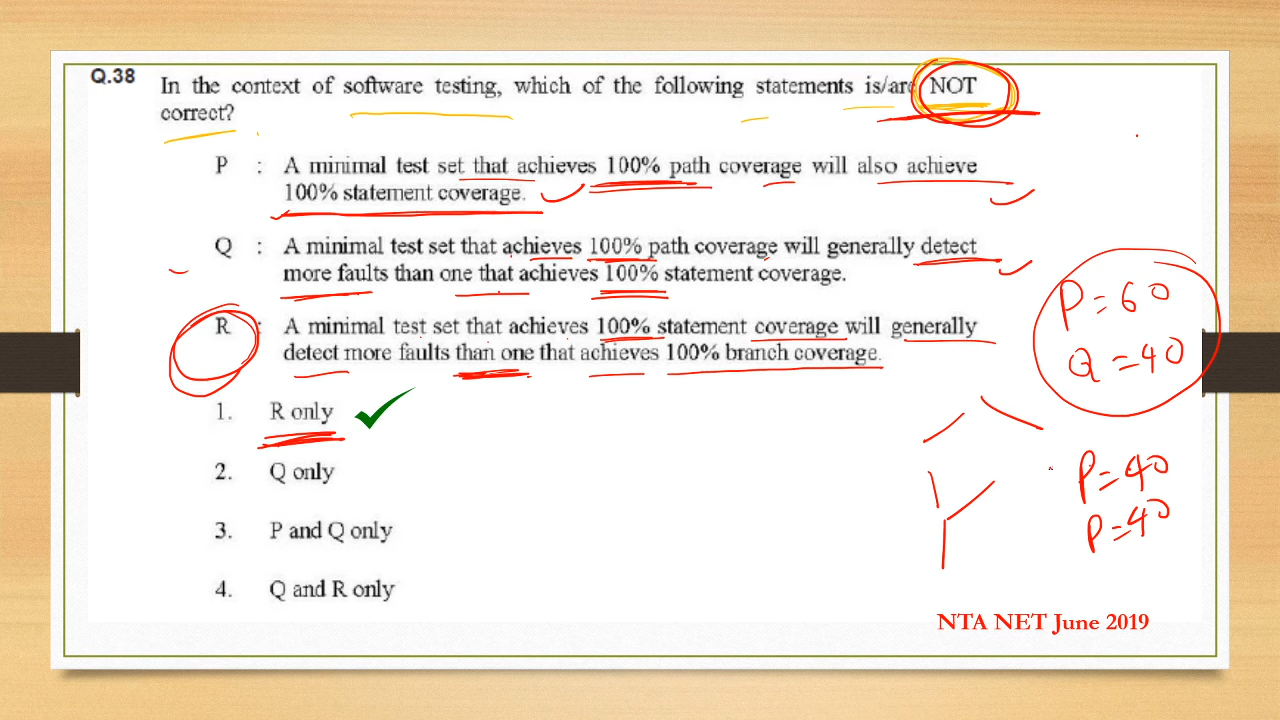 Q.38
In the context of software testing, which of the following statements is/are NOT
correct?
P : A minimal test set that achieves 100% path coverage will also achieve
100% statement coverage.
Q : A minimal test set that achieves 100% path coverage will generally detect
more faults than one that achieves 100% statement coverage.
R : A minimal test set that achieves 100% statement coverage will generally
detect more faults than one that achieves 100% branch coverage.
P=60
Q=40
1. R only
2. Q only
P=40
P=40
3. P and Q only
4. Q and R only
NTA NET June 2019